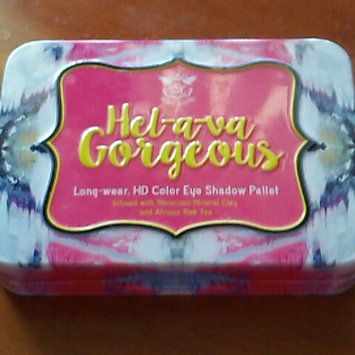 Hel-a-va
Gorgeous
Long-wear, HD Color Eye Shadow Pallet
Infused with Moroccan Mineral Clay
and African Red Tea